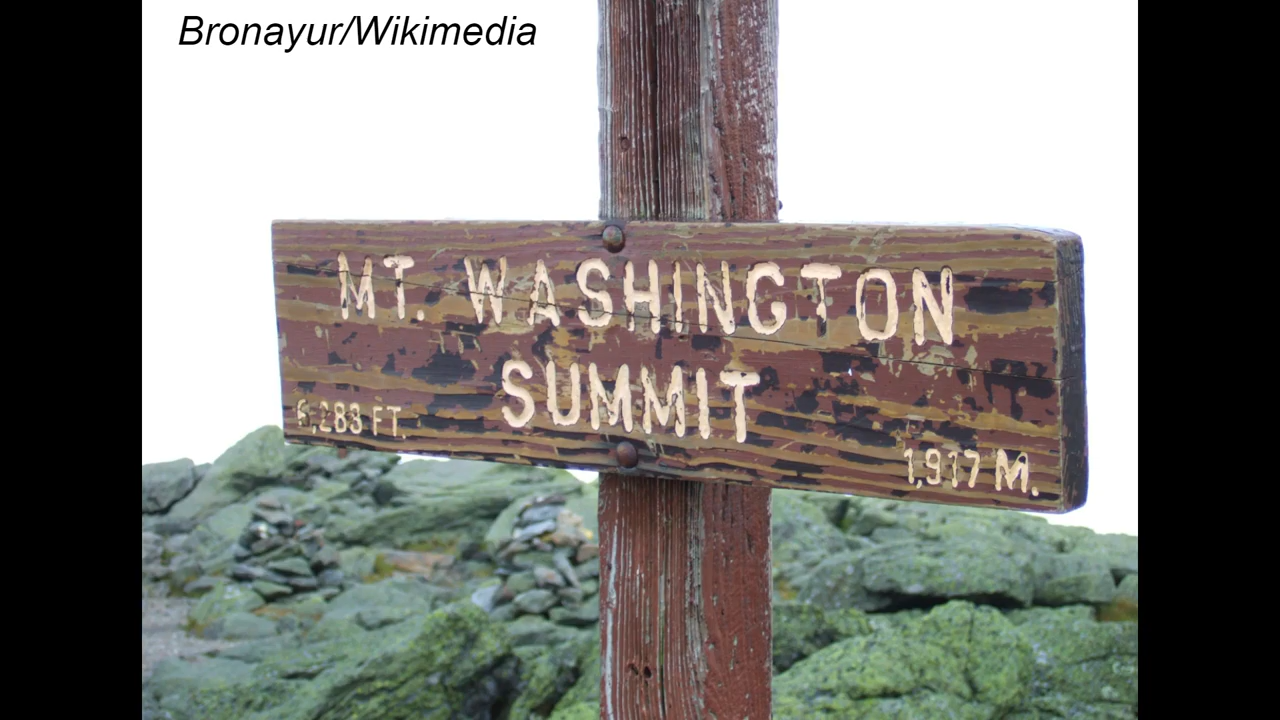 Bronayur/Wikimedia
MT. WASHINGTON
SUMMIT
6,288 FT.
1,917 M.